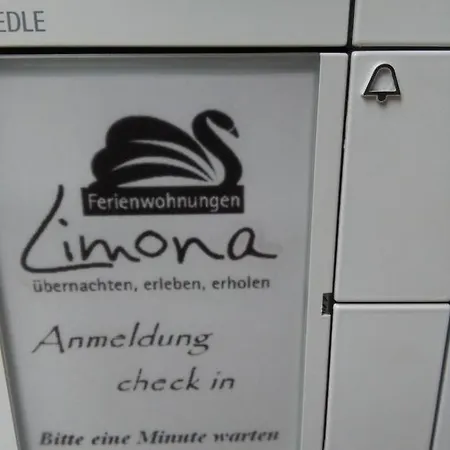 EDLE
Ferienwohnungen
Limona
übernachten, erleben, erholen
Anmeldung
check in
Bitte eine Minute warten